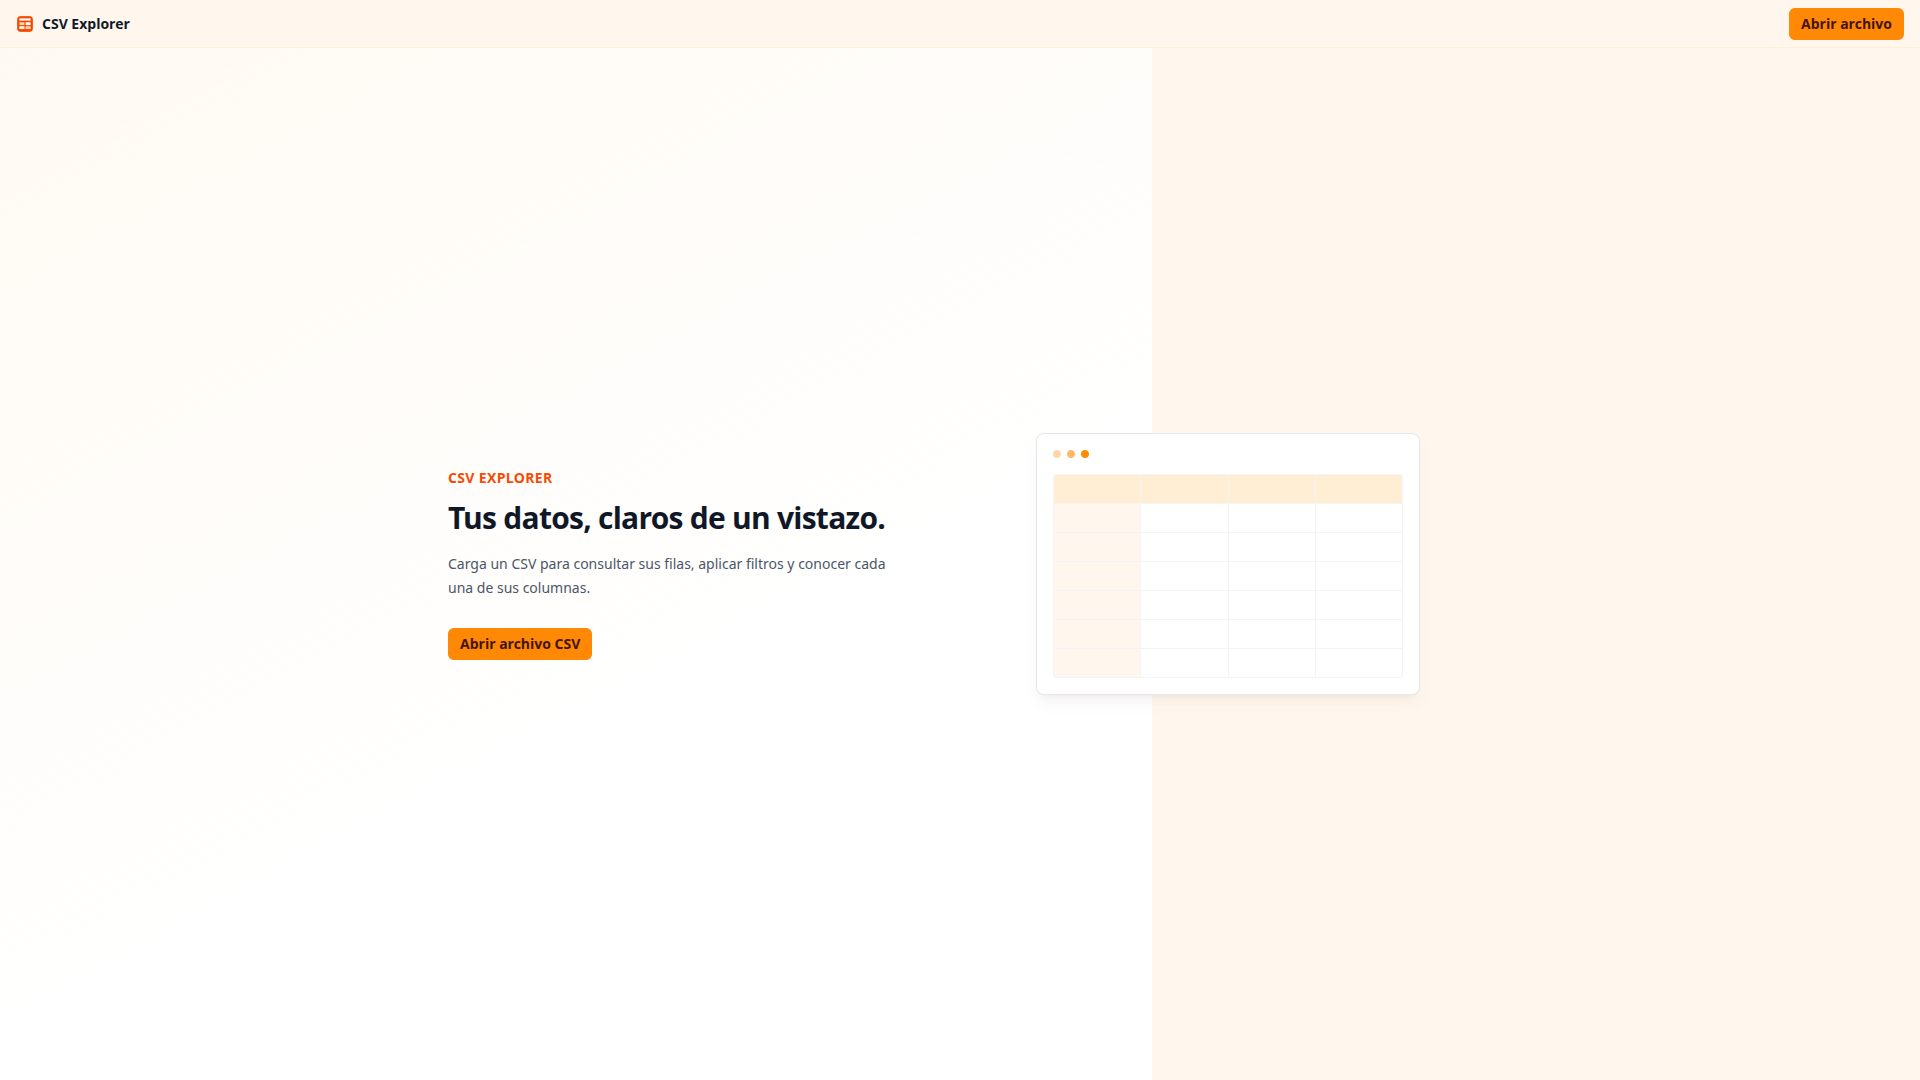 CSV Explorer
Abrir archivo
CSV EXPLORER
Tus datos, claros de un vistazo.
Carga un CSV para consultar sus filas, aplicar filtros y conocer cada
una de sus columnas.
Abrir archivo CSV